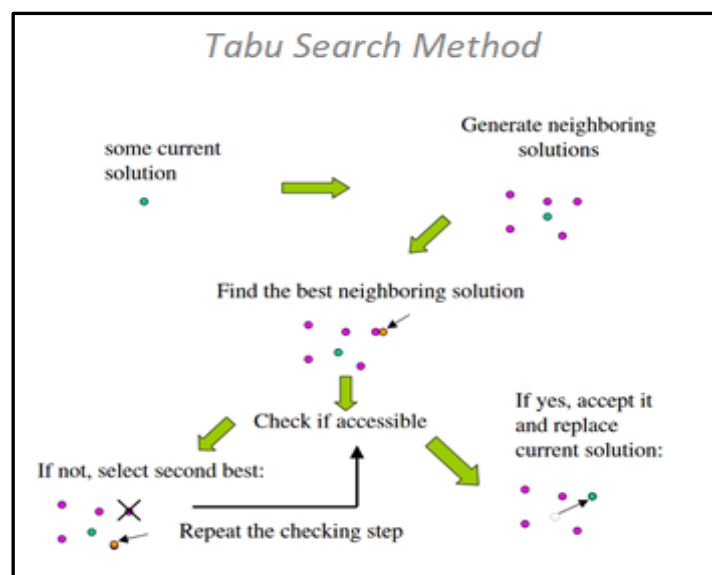 Tabu Search Method
some current
solution
Generate neighboring
solutions
Find the best neighboring solution
Check if accessible
If yes, accept it
and replace
current solution:
If not, select second best:
Repeat the checking step